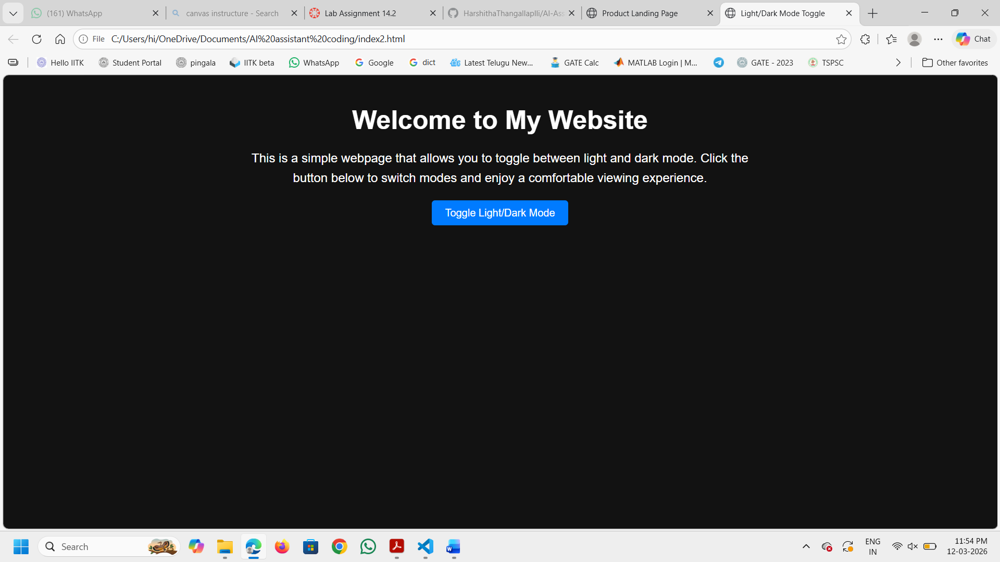 (161) WhatsApp
canvas instructure - Search
Lab Assignment 14.2
HarshithaThangallaplli/AI-Ass
Product Landing Page
Light/Dark Mode Toggle
File
C:/Users/hi/OneDrive/Documents/AI%20assistant%20coding/index2.html
Chat
Hello IITK
Student Portal
pingala
IITK beta
WhatsApp
Google
dict
Latest Telugu New...
GATE Calc
MATLAB Login | M...
GATE - 2023
TSPSC
Other favorites
Welcome to My Website
This is a simple webpage that allows you to toggle between light and dark mode. Click the
button below to switch modes and enjoy a comfortable viewing experience.
Toggle Light/Dark Mode
Search
ENG
IN
11:54 PM
12-03-2026